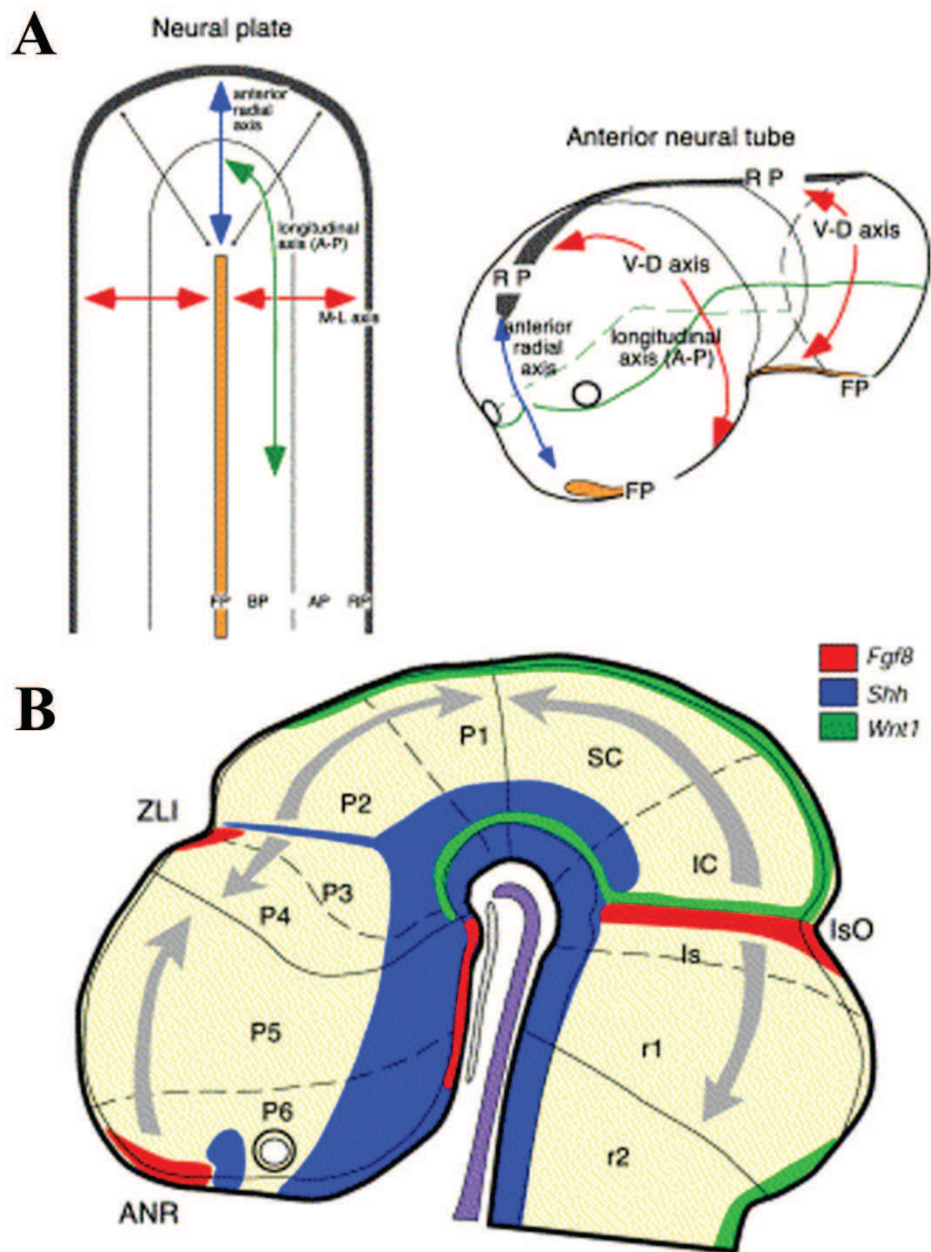 A
Neural plate
anterior
radial
axis
longitudinal
axis (A-P)
M-L axis
FP BP AP RP
Anterior neural tube
R P
V-D axis
V-D axis
R P
anterior
radial
axis
longitudinal
axis (A-P)
FP
FP
B
Fgf8
Shh
Wnt1
P1
SC
P2
ZLI
IC
P3
P4
IsO
Is
P5
r1
P6
r2
ANR